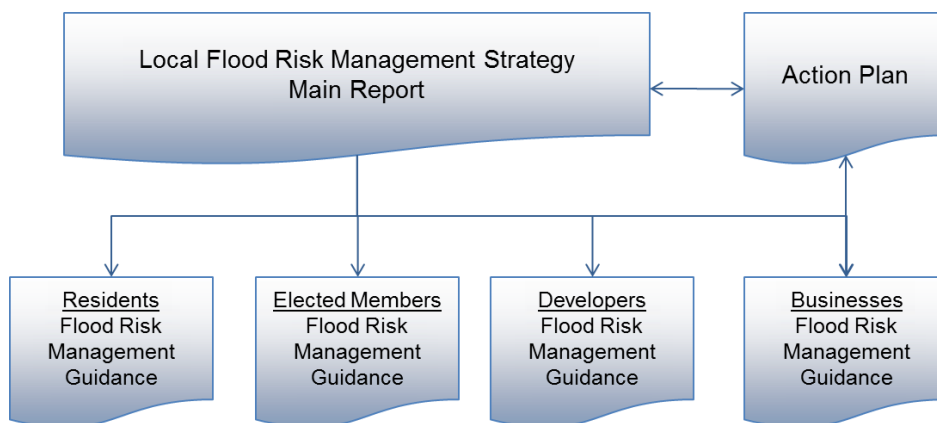 Local Flood Risk Management Strategy
Main Report
Action Plan
Residents
Flood Risk
Management
Guidance
Elected Members
Flood Risk
Management
Guidance
Developers
Flood Risk
Management
Guidance
Businesses
Flood Risk
Management
Guidance